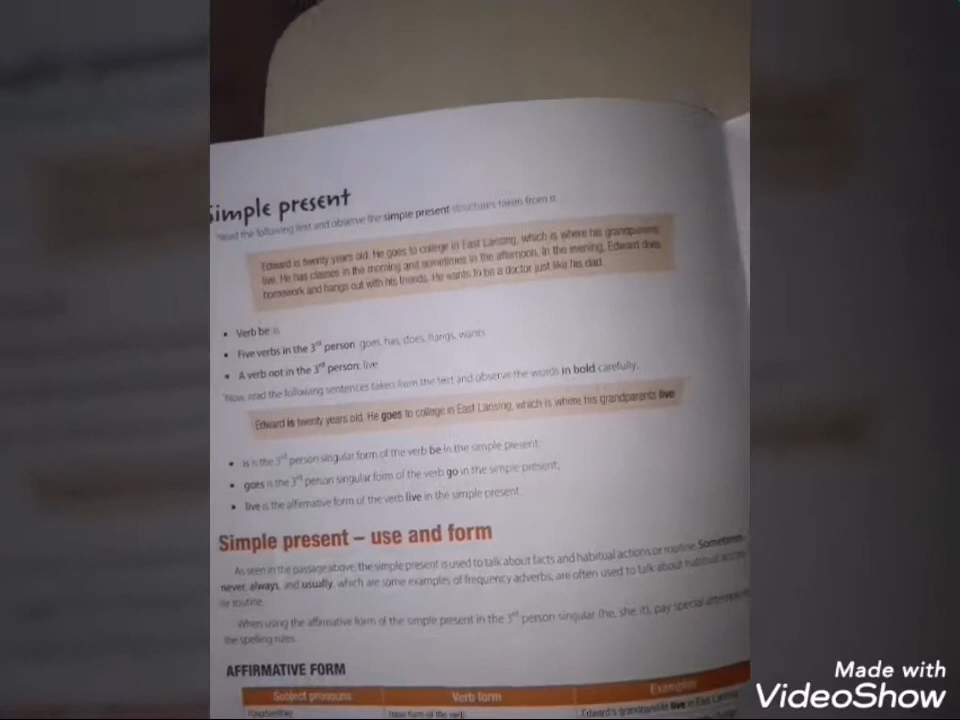 Simple present
Read the following text and observe the simple present structures taken from it.
Edward is twenty years old. He goes to college in East Lansing, which is where his grandparents
live. He has classes in the morning and sometimes in the afternoon. In the evening, Edward does
homework and hangs out with his friends. He wants to be a doctor just like his dad.
• Verb be: is
• Five verbs in the 3rd person: goes, has, does, hangs, wants
• A verb not in the 3rd person: live
Now, read the following sentences taken from the text and observe the words in bold carefully.
Edward is twenty years old. He goes to college in East Lansing, which is where his grandparents live
• is is the 3rd person singular form of the verb be in the simple present;
• goes is the 3rd person singular form of the verb go in the simple present;
• live is the affirmative form of the verb live in the simple present.
Simple present – use and form
As seen in the passage above, the simple present is used to talk about facts and habitual actions or routine. Sometimes,
never, always, and usually, which are some examples of frequency adverbs, are often used to talk about habitual
or routine.
When using the affirmative form of the simple present in the 3rd person singular (he, she, it), pay special
the spelling rules.
AFFIRMATIVE FORM
Subject pronouns Verb form Examples
Edward's grandparents live in East Lansing
Made with
VideoShow